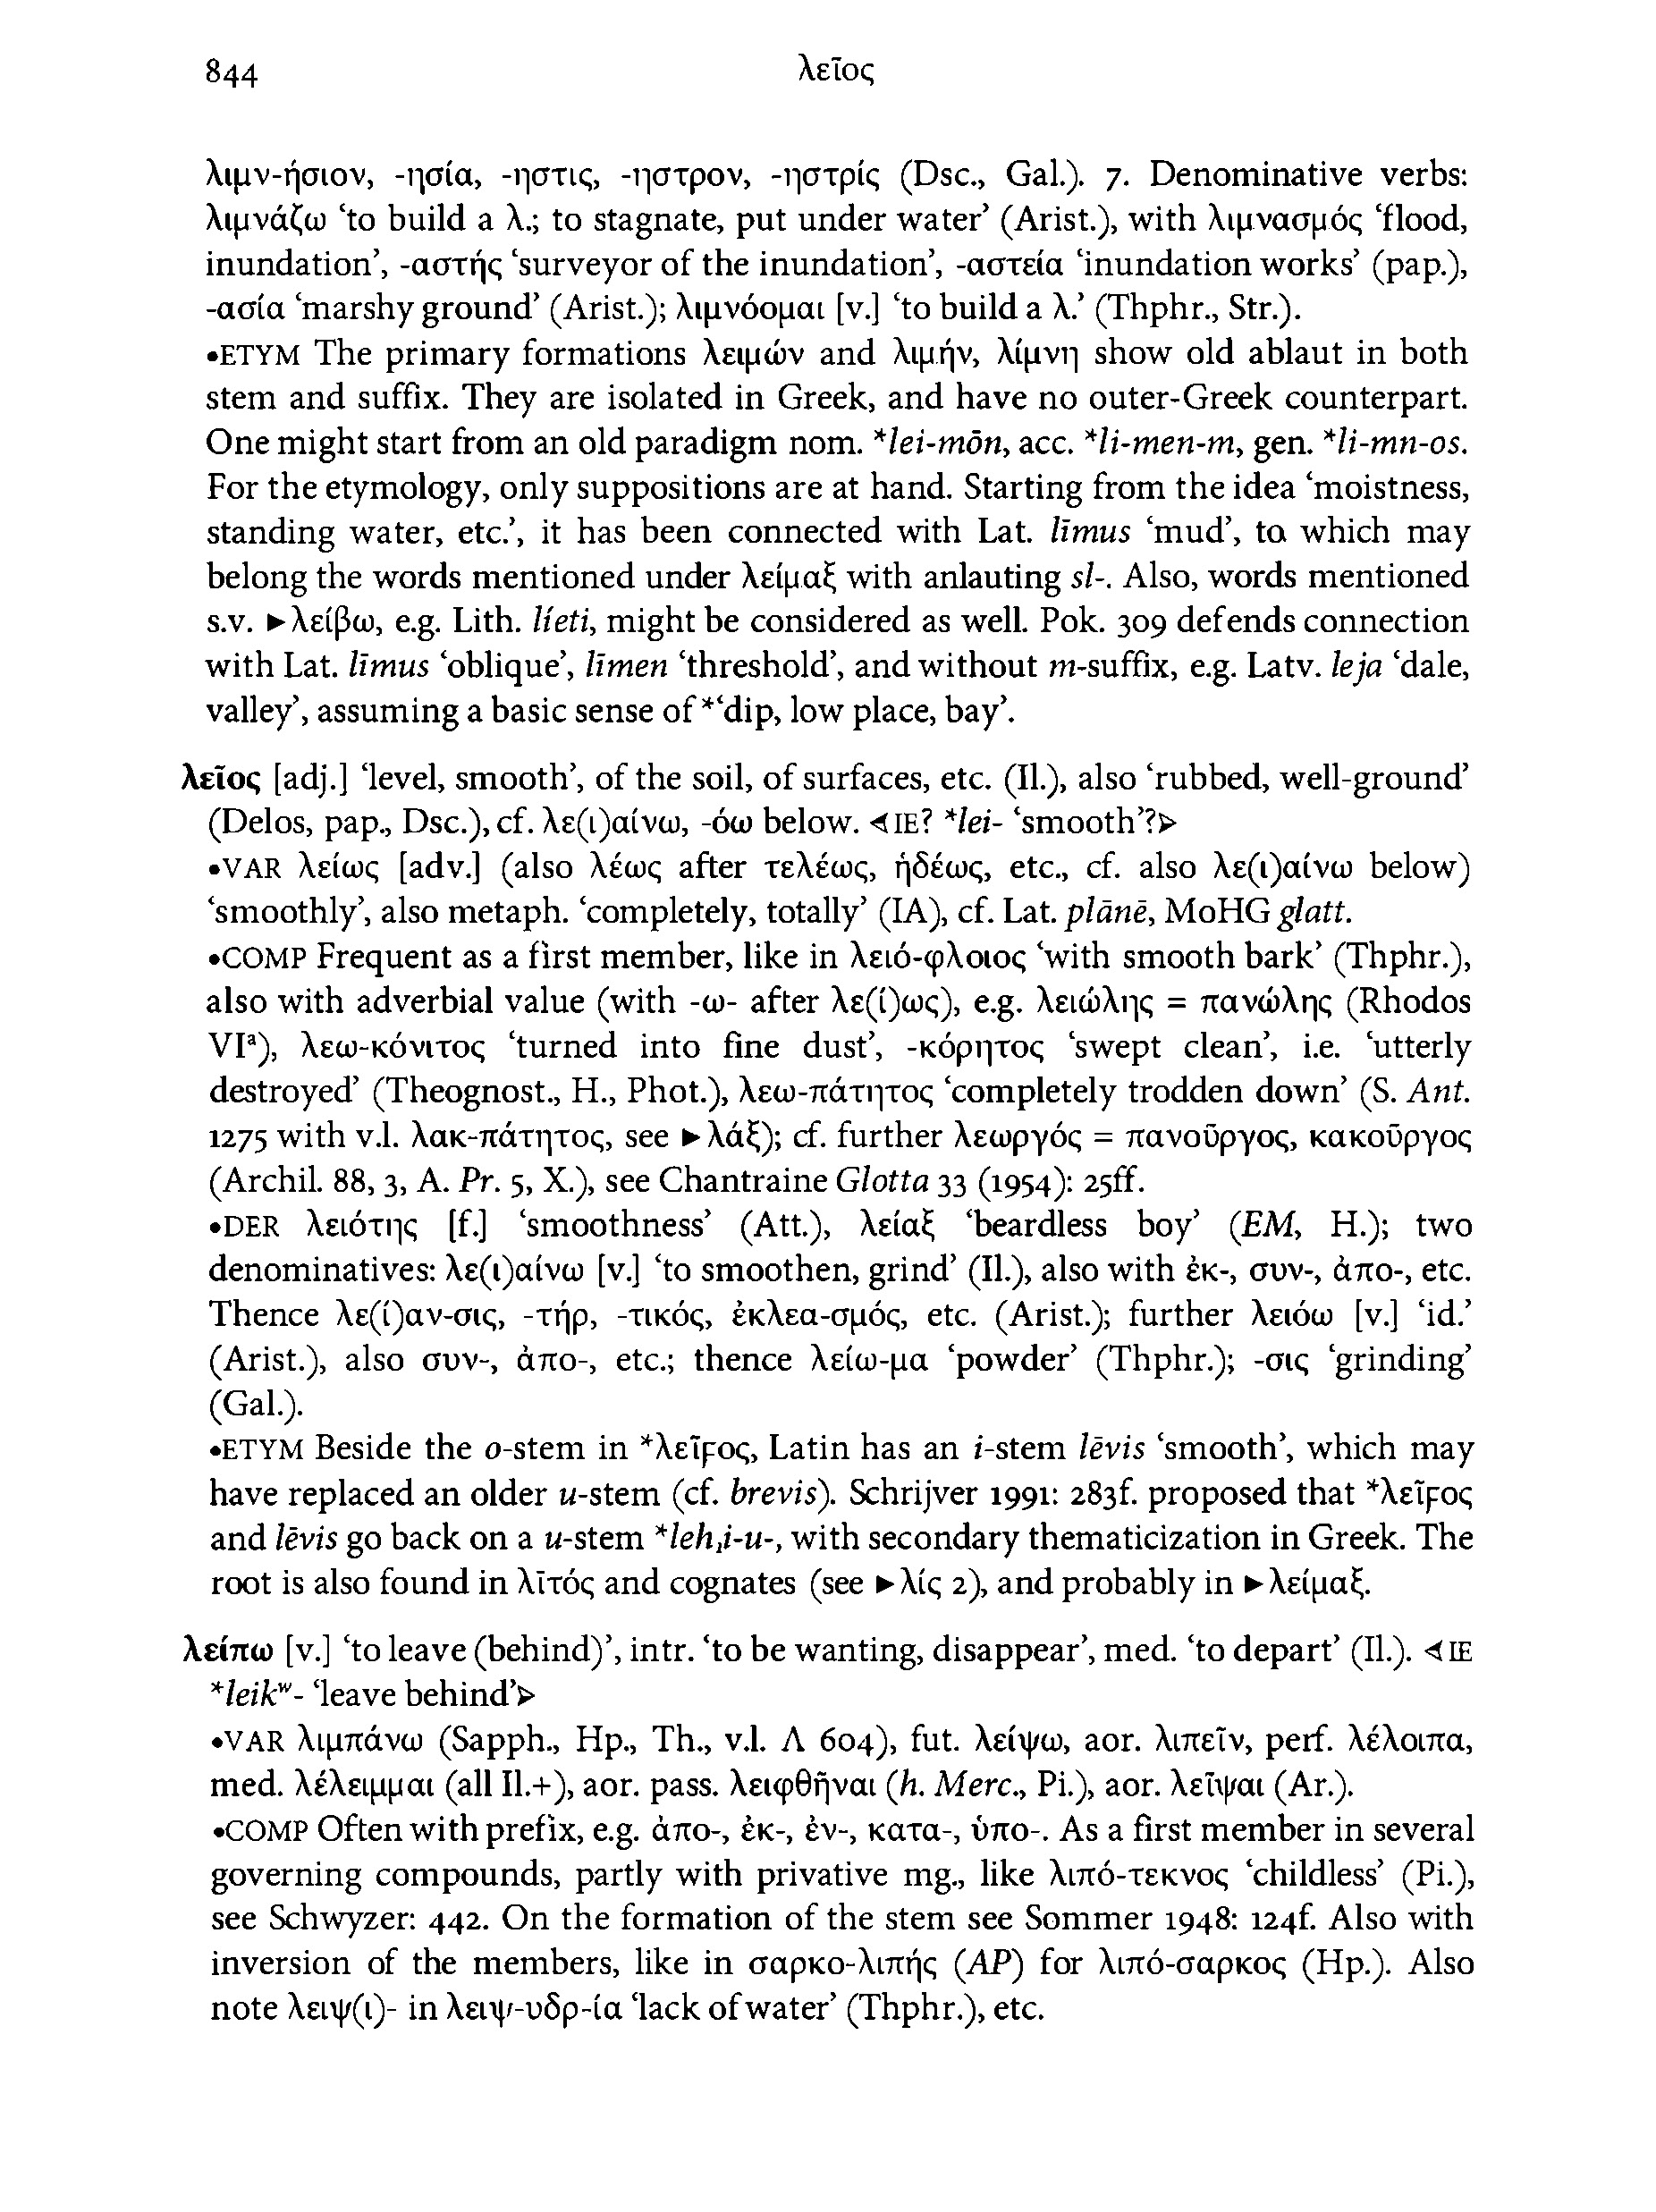 844 λεῖος
λιμν-ήσιον, -ησία, -ηστις, -ηστρον, -ηστρίς (Dsc., Gal.). 7. Denominative verbs:
λιμνάζω ‘to build a λ.; to stagnate, put under water’ (Arist.), with λιμνασμός ‘flood,
inundation’, -αστής ‘surveyor of the inundation’, -αστεία ‘inundation works’ (pap.),
-ασία ‘marshy ground’ (Arist.); λιμνόομαι [v.] ‘to build a λ.’ (Thphr., Str.).
•ETYM The primary formations λειμών and λιμήν, λίμνη show old ablaut in both
stem and suffix. They are isolated in Greek, and have no outer-Greek counterpart.
One might start from an old paradigm nom. *lei-mōn, acc. *li-men-m, gen. *li-mn-os.
For the etymology, only suppositions are at hand. Starting from the idea ‘moistness,
standing water, etc.’, it has been connected with Lat. līmus ‘mud’, to which may
belong the words mentioned under λείμαξ with anlauting sl-. Also, words mentioned
s.v. ►λείβω, e.g. Lith. líeti, might be considered as well. Pok. 309 defends connection
with Lat. līmus ‘oblique’, līmen ‘threshold’, and without m-suffix, e.g. Latv. leja ‘dale,
valley’, assuming a basic sense of *‘dip, low place, bay’.
λεῖος [adj.] ‘level, smooth’, of the soil, of surfaces, etc. (Il.), also ‘rubbed, well-ground’
(Delos, pap., Dsc.), cf. λε(ι)αίνω, -όω below. ⋖IE? *lei- ‘smooth’?⋗
•VAR λείως [adv.] (also λέως after τελέως, ἡδέως, etc., cf. also λε(ι)αίνω below)
‘smoothly’, also metaph. ‘completely, totally’ (IA), cf. Lat. plānē, MoHG glatt.
•COMP Frequent as a first member, like in λειό-φλοιος ‘with smooth bark’ (Thphr.),
also with adverbial value (with -ω- after λε(ί)ως), e.g. λειώλης = πανώλης (Rhodos
VIᵃ), λεω-κόνιτος ‘turned into fine dust’, -κόρητος ‘swept clean’, i.e. ‘utterly
destroyed’ (Theognost., H., Phot.), λεω-πάτητος ‘completely trodden down’ (S. Ant.
1275 with v.l. λακ-πάτητος, see ►λάξ); cf. further λεωργός = πανοῦργος, κακοῦργος
(Archil. 88, 3, A. Pr. 5, X.), see Chantraine Glotta 33 (1954): 25ff.
•DER λειότης [f.] ‘smoothness’ (Att.), λείαξ ‘beardless boy’ (EM, H.); two
denominatives: λε(ι)αίνω [v.] ‘to smoothen, grind’ (Il.), also with ἐκ-, συν-, ἀπο-, etc.
Thence λε(ί)αν-σις, -τήρ, -τικός, ἐκλεα-σμός, etc. (Arist.); further λειόω [v.] ‘id.’
(Arist.), also συν-, ἀπο-, etc.; thence λείω-μα ‘powder’ (Thphr.); -σις ‘grinding’
(Gal.).
•ETYM Beside the o-stem in *λεῖϝος, Latin has an i-stem lēvis ‘smooth’, which may
have replaced an older u-stem (cf. brevis). Schrijver 1991: 283f. proposed that *λεῖϝος
and lēvis go back on a u-stem *leh₁i-u-, with secondary thematicization in Greek. The
root is also found in λῑτός and cognates (see ►λίς 2), and probably in ►λείμαξ.
λείπω [v.] ‘to leave (behind)’, intr. ‘to be wanting, disappear’, med. ‘to depart’ (Il.). ⋖IE
*leikʷ- ‘leave behind’⋗
•VAR λιμπάνω (Sapph., Hp., Th., v.l. Λ 604), fut. λείψω, aor. λιπεῖν, perf. λέλοιπα,
med. λέλειμμαι (all Il.+), aor. pass. λειφθῆναι (h. Merc., Pi.), aor. λεῖψαι (Ar.).
•COMP Often with prefix, e.g. ἀπο-, ἐκ-, ἐν-, κατα-, ὑπο-. As a first member in several
governing compounds, partly with privative mg., like λιπό-τεκνος ‘childless’ (Pi.),
see Schwyzer: 442. On the formation of the stem see Sommer 1948: 124f. Also with
inversion of the members, like in σαρκο-λιπής (AP) for λιπό-σαρκος (Hp.). Also
note λειψ(ι)- in λειψ-υδρ-ία ‘lack of water’ (Thphr.), etc.